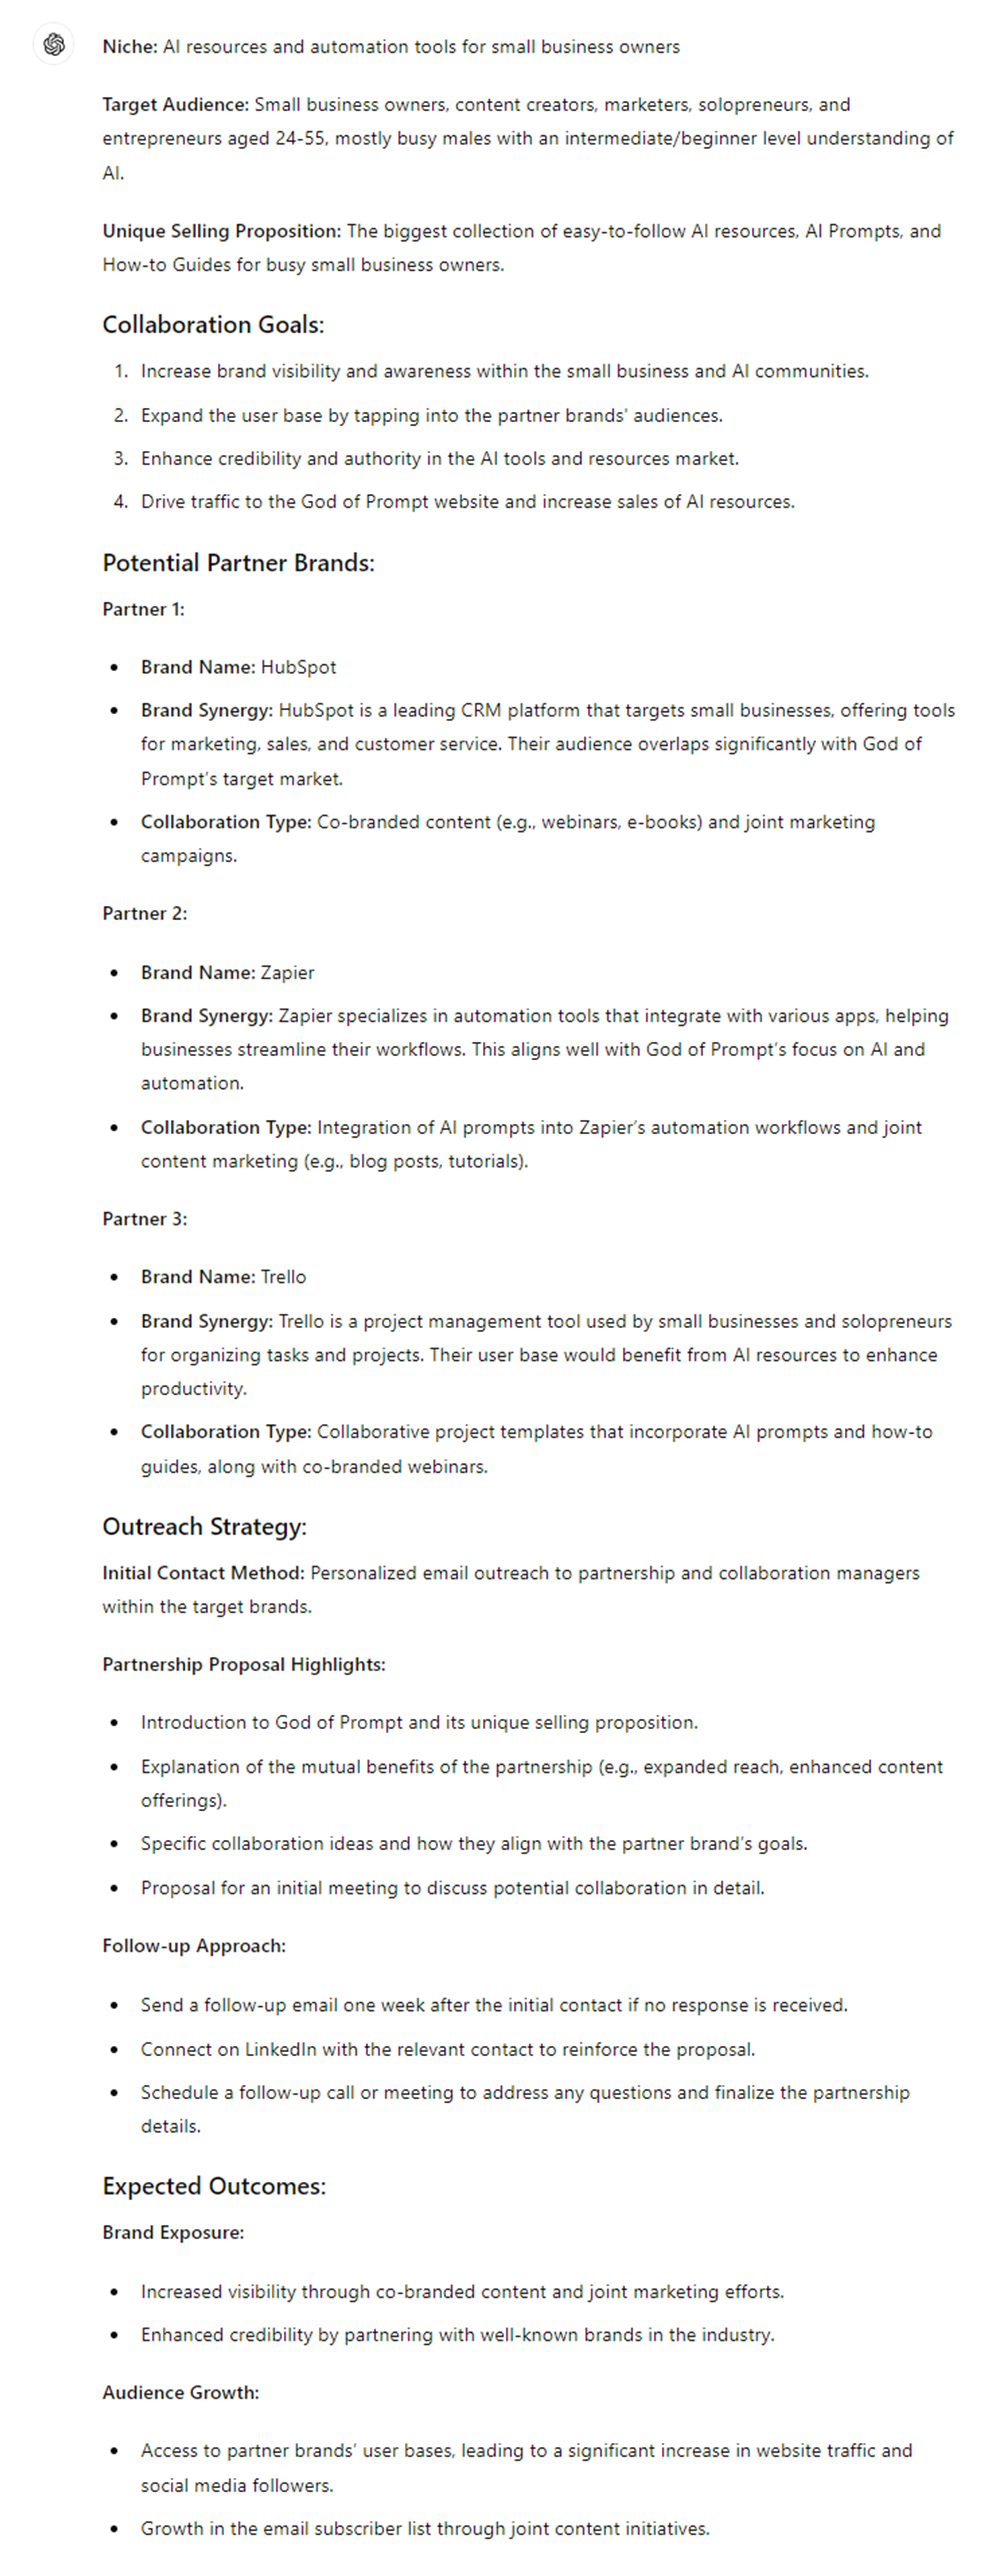 Niche: AI resources and automation tools for small business owners
Target Audience: Small business owners, content creators, marketers, solopreneurs, and
entrepreneurs aged 24-55, mostly busy males with an intermediate/beginner level understanding of
AI.
Unique Selling Proposition: The biggest collection of easy-to-follow AI resources, AI Prompts, and
How-to Guides for busy small business owners.
Collaboration Goals:
1. Increase brand visibility and awareness within the small business and AI communities.
2. Expand the user base by tapping into the partner brands' audiences.
3. Enhance credibility and authority in the AI tools and resources market.
4. Drive traffic to the God of Prompt website and increase sales of AI resources.
Potential Partner Brands:
Partner 1:
• Brand Name: HubSpot
• Brand Synergy: HubSpot is a leading CRM platform that targets small businesses, offering tools
for marketing, sales, and customer service. Their audience overlaps significantly with God of
Prompt's target market.
• Collaboration Type: Co-branded content (e.g., webinars, e-books) and joint marketing
campaigns.
Partner 2:
• Brand Name: Zapier
• Brand Synergy: Zapier specializes in automation tools that integrate with various apps, helping
businesses streamline their workflows. This aligns well with God of Prompt's focus on AI and
automation.
• Collaboration Type: Integration of AI prompts into Zapier's automation workflows and joint
content marketing (e.g., blog posts, tutorials).
Partner 3:
• Brand Name: Trello
• Brand Synergy: Trello is a project management tool used by small businesses and solopreneurs
for organizing tasks and projects. Their user base would benefit from AI resources to enhance
productivity.
• Collaboration Type: Collaborative project templates that incorporate AI prompts and how-to
guides, along with co-branded webinars.
Outreach Strategy:
Initial Contact Method: Personalized email outreach to partnership and collaboration managers
within the target brands.
Partnership Proposal Highlights:
• Introduction to God of Prompt and its unique selling proposition.
• Explanation of the mutual benefits of the partnership (e.g., expanded reach, enhanced content
offerings).
• Specific collaboration ideas and how they align with the partner brand's goals.
• Proposal for an initial meeting to discuss potential collaboration in detail.
Follow-up Approach:
• Send a follow-up email one week after the initial contact if no response is received.
• Connect on LinkedIn with the relevant contact to reinforce the proposal.
• Schedule a follow-up call or meeting to address any questions and finalize the partnership
details.
Expected Outcomes:
Brand Exposure:
• Increased visibility through co-branded content and joint marketing efforts.
• Enhanced credibility by partnering with well-known brands in the industry.
Audience Growth:
• Access to partner brands' user bases, leading to a significant increase in website traffic and
social media followers.
• Growth in the email subscriber list through joint content initiatives.